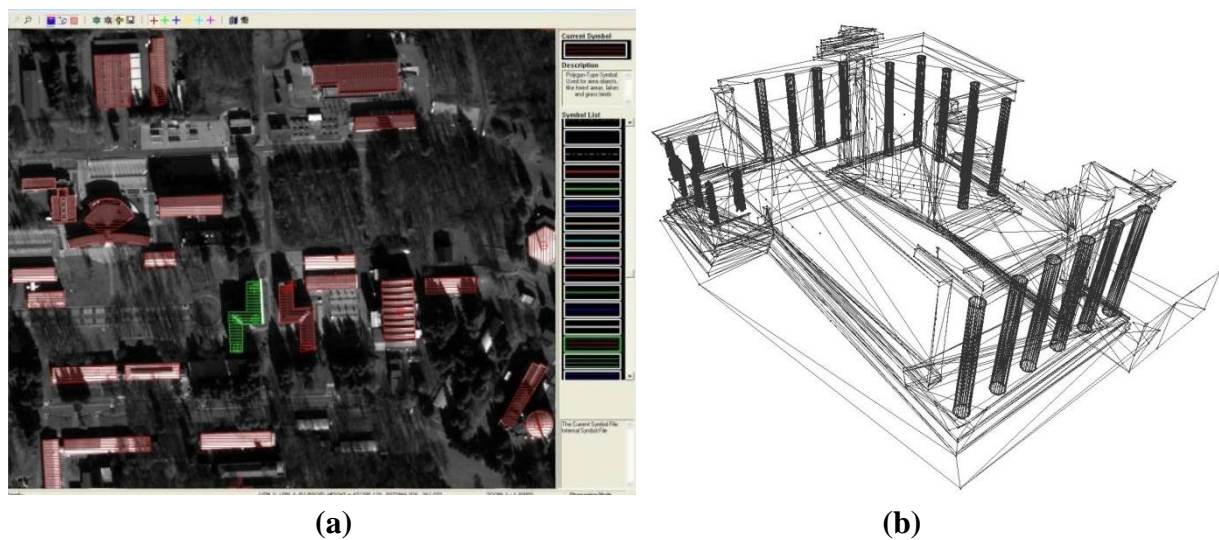 Current Symbol
Description
Polygon-Type Symbol:
Used for area objects,
like forest areas, lakes
and grass lands
Symbol List
The Current Symbol File:
Internal Symbol File
(a)
(b)